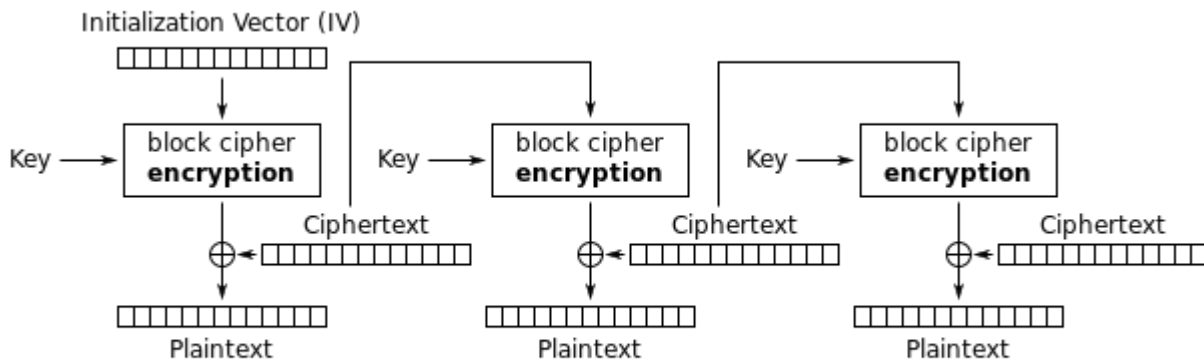 Initialization Vector (IV)
Key
block cipher
encryption
Ciphertext
Plaintext
Key
block cipher
encryption
Ciphertext
Plaintext
Key
block cipher
encryption
Ciphertext
Plaintext